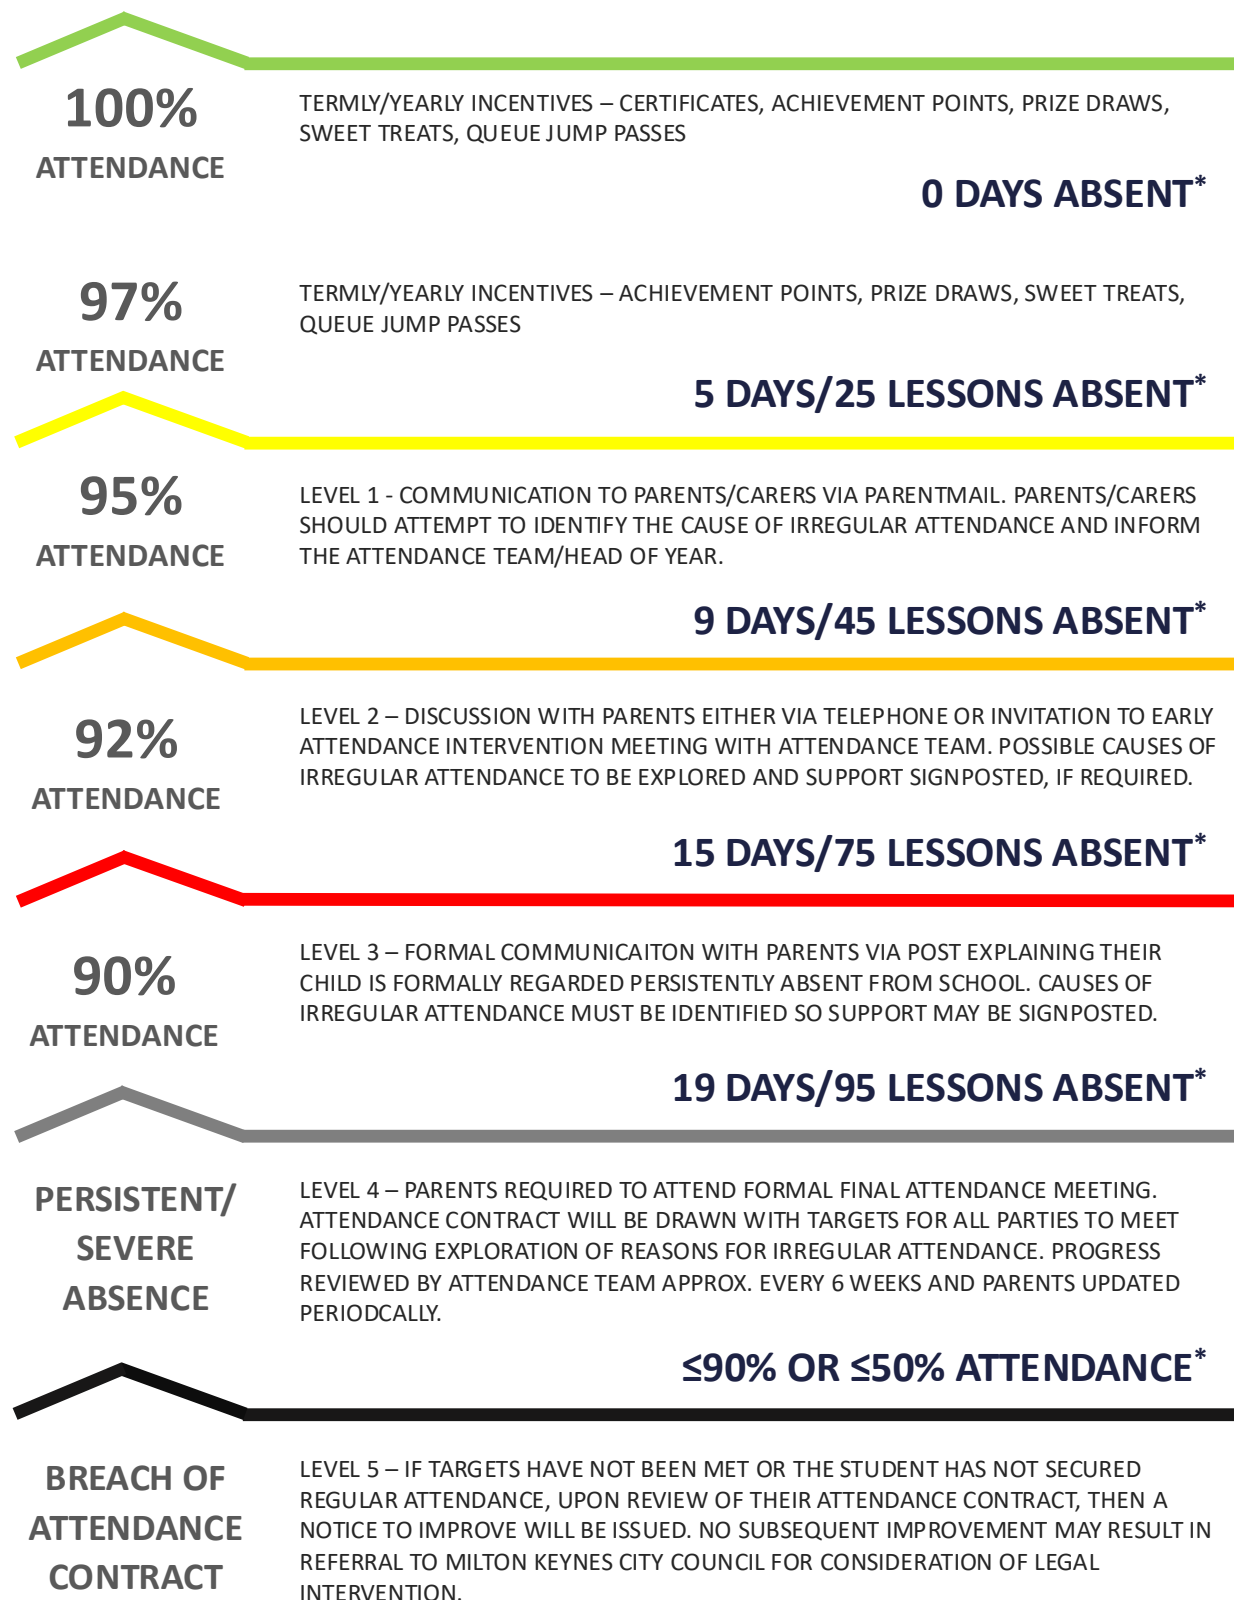 100%
ATTENDANCE
TERMLY/YEARLY INCENTIVES – CERTIFICATES, ACHIEVEMENT POINTS, PRIZE DRAWS,
SWEET TREATS, QUEUE JUMP PASSES
0 DAYS ABSENT*
97%
ATTENDANCE
TERMLY/YEARLY INCENTIVES – ACHIEVEMENT POINTS, PRIZE DRAWS, SWEET TREATS,
QUEUE JUMP PASSES
5 DAYS/25 LESSONS ABSENT*
95%
ATTENDANCE
LEVEL 1 - COMMUNICATION TO PARENTS/CARERS VIA PARENTMAIL. PARENTS/CARERS
SHOULD ATTEMPT TO IDENTIFY THE CAUSE OF IRREGULAR ATTENDANCE AND INFORM
THE ATTENDANCE TEAM/HEAD OF YEAR.
9 DAYS/45 LESSONS ABSENT*
92%
ATTENDANCE
LEVEL 2 – DISCUSSION WITH PARENTS EITHER VIA TELEPHONE OR INVITATION TO EARLY
ATTENDANCE INTERVENTION MEETING WITH ATTENDANCE TEAM. POSSIBLE CAUSES OF
IRREGULAR ATTENDANCE TO BE EXPLORED AND SUPPORT SIGNPOSTED, IF REQUIRED.
15 DAYS/75 LESSONS ABSENT*
90%
ATTENDANCE
LEVEL 3 – FORMAL COMMUNICAITON WITH PARENTS VIA POST EXPLAINING THEIR
CHILD IS FORMALLY REGARDED PERSISTENTLY ABSENT FROM SCHOOL. CAUSES OF
IRREGULAR ATTENDANCE MUST BE IDENTIFIED SO SUPPORT MAY BE SIGNPOSTED.
19 DAYS/95 LESSONS ABSENT*
PERSISTENT/
SEVERE
ABSENCE
LEVEL 4 – PARENTS REQUIRED TO ATTEND FORMAL FINAL ATTENDANCE MEETING.
ATTENDANCE CONTRACT WILL BE DRAWN WITH TARGETS FOR ALL PARTIES TO MEET
FOLLOWING EXPLORATION OF REASONS FOR IRREGULAR ATTENDANCE. PROGRESS
REVIEWED BY ATTENDANCE TEAM APPROX. EVERY 6 WEEKS AND PARENTS UPDATED
PERIODCALLY.
≤90% OR ≤50% ATTENDANCE*
BREACH OF
ATTENDANCE
CONTRACT
LEVEL 5 – IF TARGETS HAVE NOT BEEN MET OR THE STUDENT HAS NOT SECURED
REGULAR ATTENDANCE, UPON REVIEW OF THEIR ATTENDANCE CONTRACT, THEN A
NOTICE TO IMPROVE WILL BE ISSUED. NO SUBSEQUENT IMPROVEMENT MAY RESULT IN
REFERRAL TO MILTON KEYNES CITY COUNCIL FOR CONSIDERATION OF LEGAL
INTERVENTION.